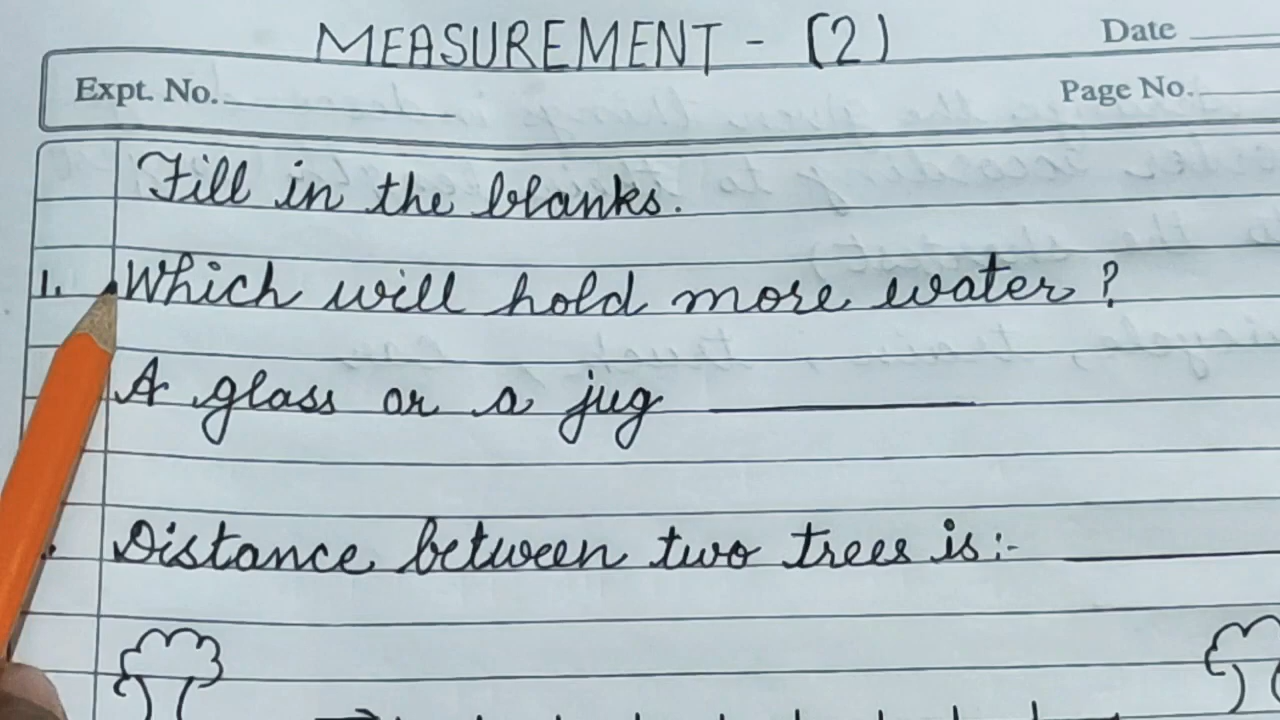 MEASUREMENT - (2)
Date
Expt. No.
Page No.
Fill in the blanks.
1. Which will hold more water?
A glass or a jug
Distance between two trees is:-